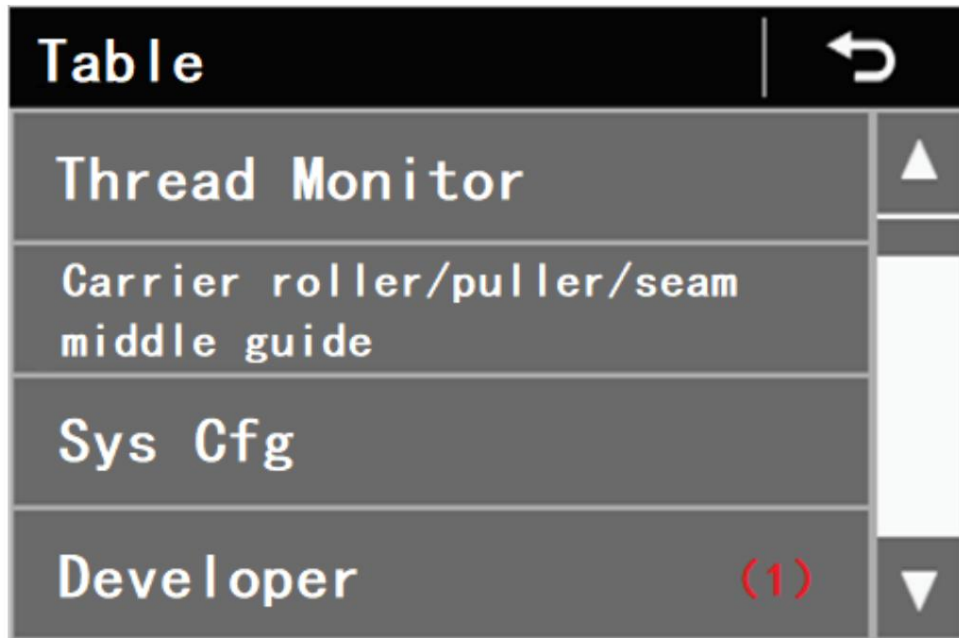 Table
Thread Monitor
Carrier roller/puller/seam
middle guide
Sys Cfg
Developer (1)